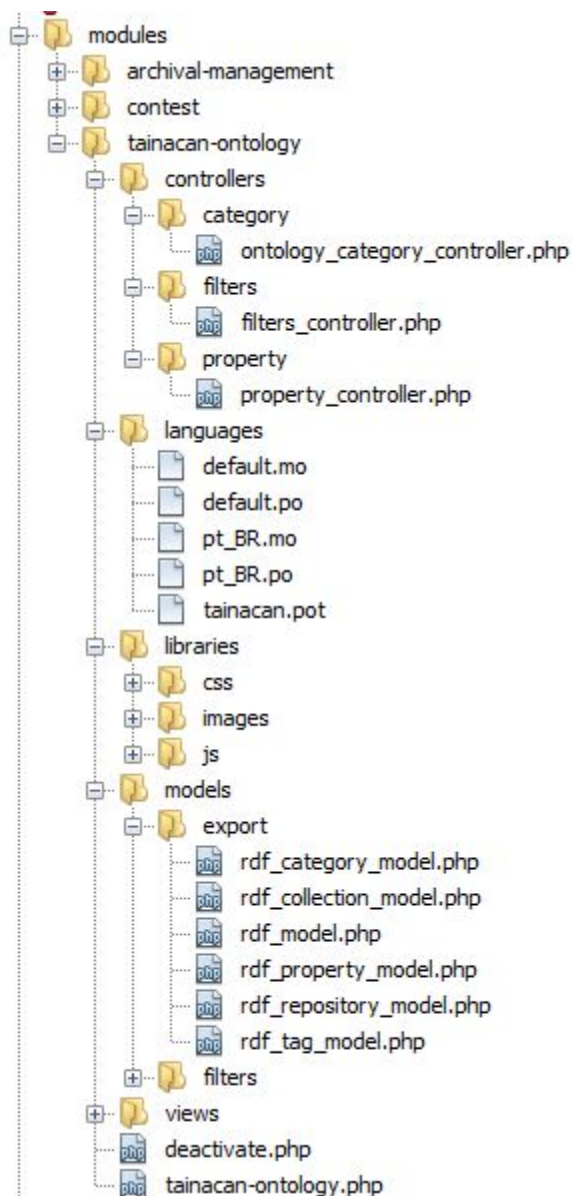 modules
archival-management
contest
tainacan-ontology
controllers
category
ontology_category_controller.php
filters
filters_controller.php
property
property_controller.php
languages
default.mo
default.po
pt_BR.mo
pt_BR.po
tainacan.pot
libraries
css
images
js
models
export
rdf_category_model.php
rdf_collection_model.php
rdf_model.php
rdf_property_model.php
rdf_repository_model.php
rdf_tag_model.php
filters
views
deactivate.php
tainacan-ontology.php